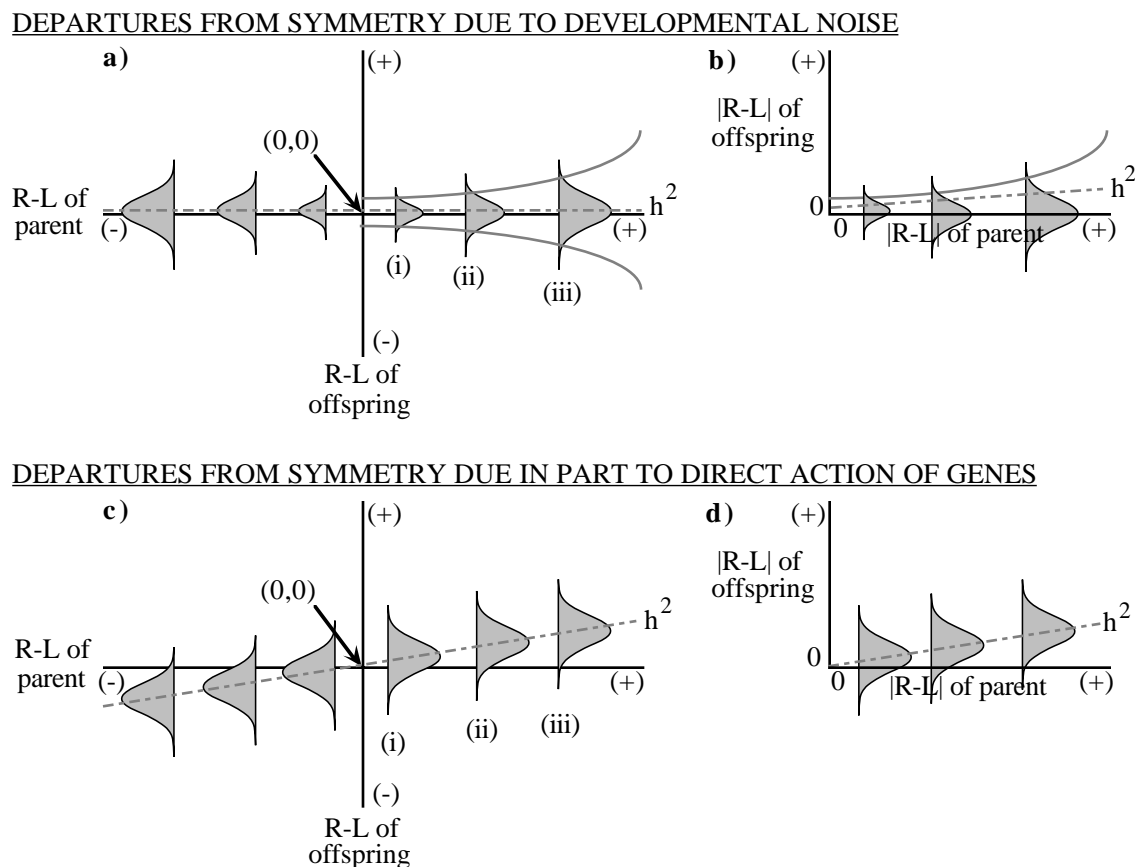 DEPARTURES FROM SYMMETRY DUE TO DEVELOPMENTAL NOISE
a)
(+)
(0,0)
R-L of
parent
(-)
(+)
h2
(i)
(ii)
(iii)
(-)
R-L of
offspring
b)
(+)
|R-L| of
offspring
0
0
|R-L| of parent
(+)
h2
DEPARTURES FROM SYMMETRY DUE IN PART TO DIRECT ACTION OF GENES
c)
(+)
(0,0)
R-L of
parent
(-)
(+)
h2
(i)
(ii)
(iii)
(-)
R-L of
offspring
d)
(+)
|R-L| of
offspring
0
0
|R-L| of parent
(+)
h2